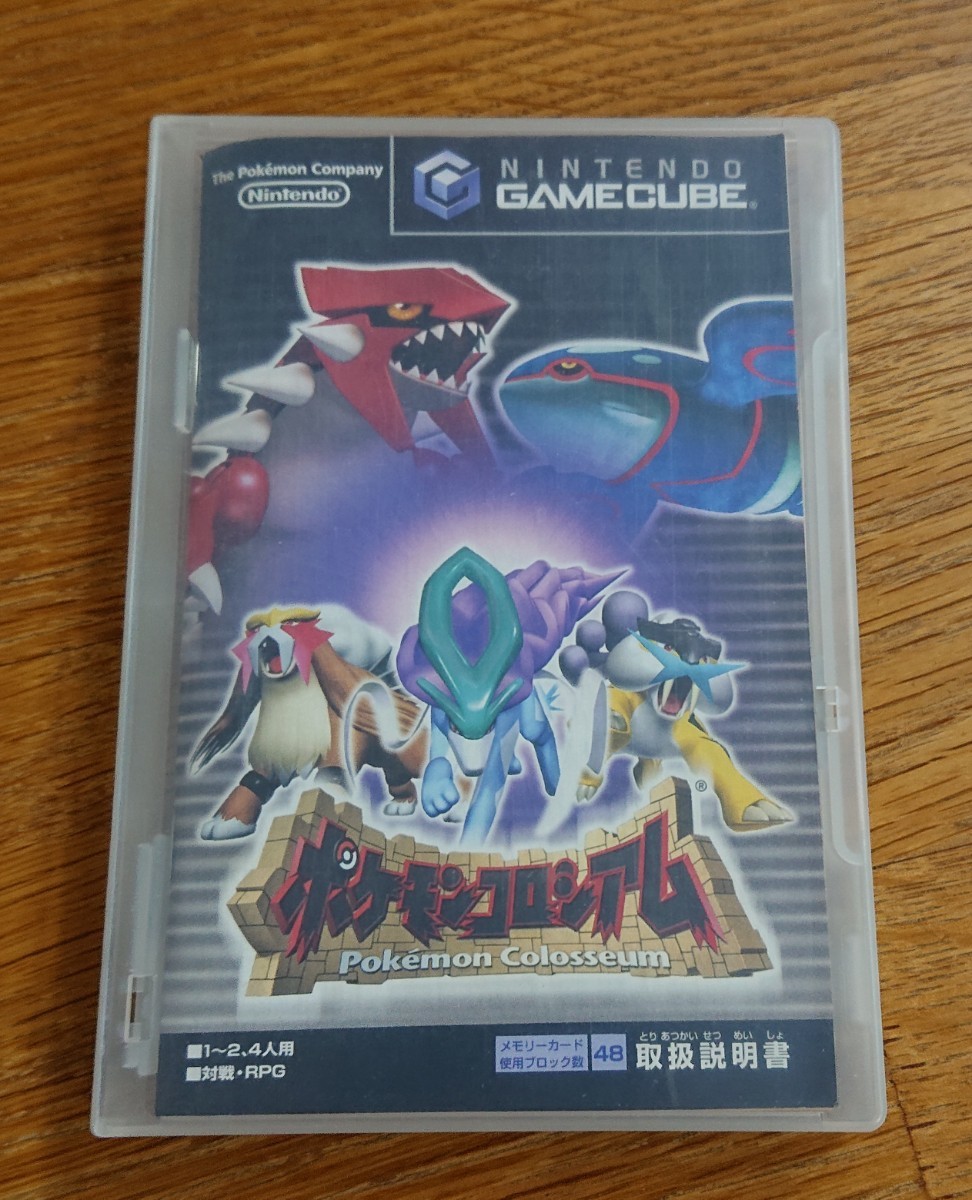 The Pokémon Company
Nintendo
NINTENDO
GAMECUBE®
ポケモンコロシアム®
Pokémon Colosseum
■1〜2、4人用
■対戦・RPG
メモリーカード
使用ブロック数
48
とりあつかいせつめいしょ
取扱説明書